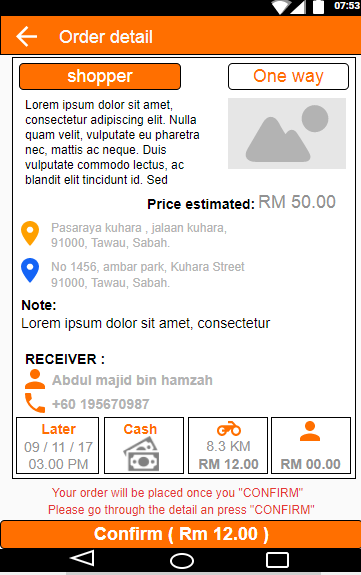 07:53
Order detail
shopper
One way
Lorem ipsum dolor sit amet,
consectetur adipiscing elit. Nulla
quam velit, vulputate eu pharetra
nec, mattis ac neque. Duis
vulputate commodo lectus, ac
blandit elit tincidunt id. Sed
Price estimated: RM 50.00
Pasaraya kuhara , jalaan kuhara,
91000, Tawau, Sabah.
No 1456, ambar park, Kuhara Street
91000, Tawau, Sabah.
Note:
Lorem ipsum dolor sit amet, consectetur
RECEIVER :
Abdul majid bin hamzah
+60 195670987
Later
09 / 11 / 17
03.00 PM
Cash
8.3 KM
RM 12.00
RM 00.00
Your order will be placed once you "CONFIRM"
Please go through the detail an press "CONFIRM"
Confirm ( Rm 12.00 )